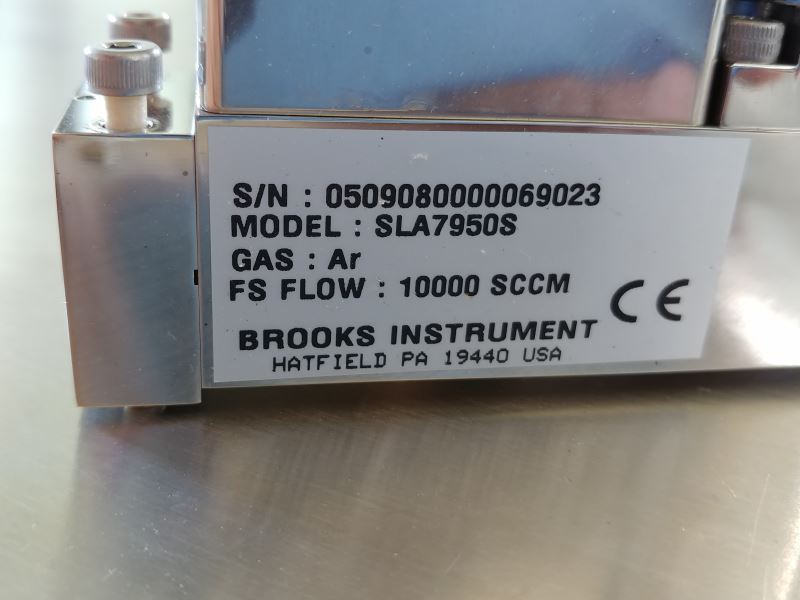 S/N : 0509080000069023
MODEL : SLA7950S
GAS : Ar
FS FLOW : 10000 SCCM
CE
BROOKS INSTRUMENT
HATFIELD PA 19440 USA